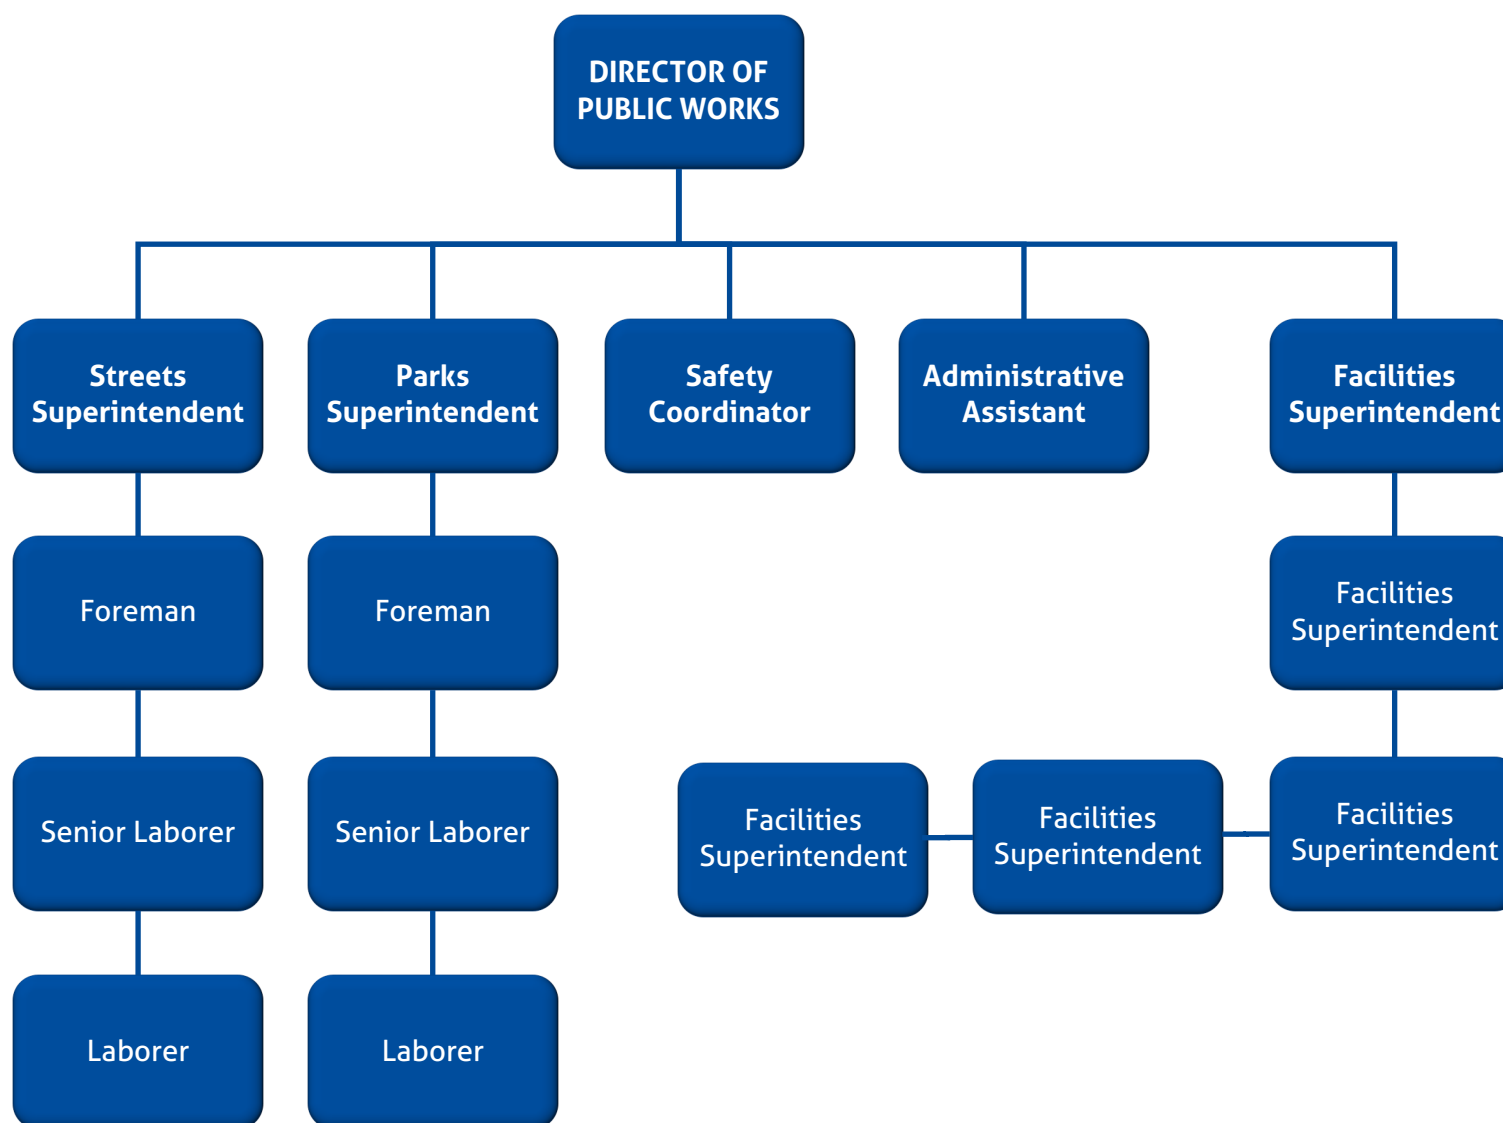 DIRECTOR OF
PUBLIC WORKS
Streets
Superintendent
Parks
Superintendent
Safety
Coordinator
Administrative
Assistant
Facilities
Superintendent
Foreman
Foreman
Facilities
Superintendent
Senior Laborer
Senior Laborer
Facilities
Superintendent
Facilities
Superintendent
Facilities
Superintendent
Laborer
Laborer